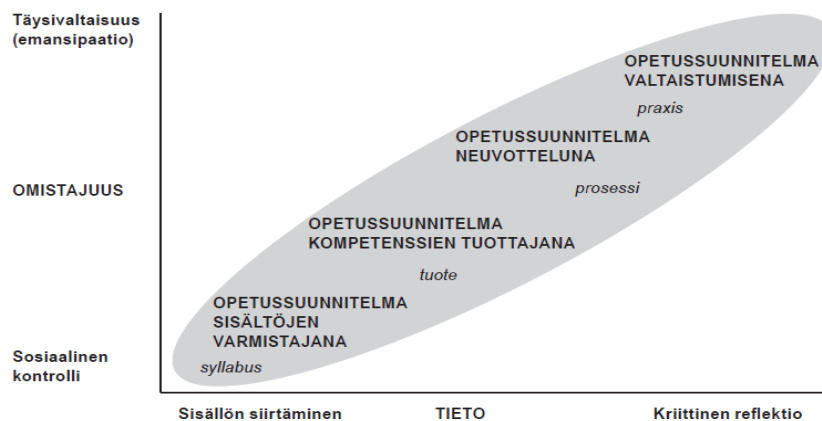 Täysivaltaisuus
(emansipaatio)
OPETUSSUUNNITELMA
VALTAISTUMISENA
praxis
OPETUSSUUNNITELMA
NEUVOTTELUNA
OMISTAJUUS
prosessi
OPETUSSUUNNITELMA
KOMPETENSSIEN TUOTTAJANA
tuote
OPETUSSUUNNITELMA
SISÄLTÖJEN
VARMISTAJANA
Sosiaalinen
kontrolli
syllabus
Sisällön siirtäminen
TIETO
Kriittinen reflektio